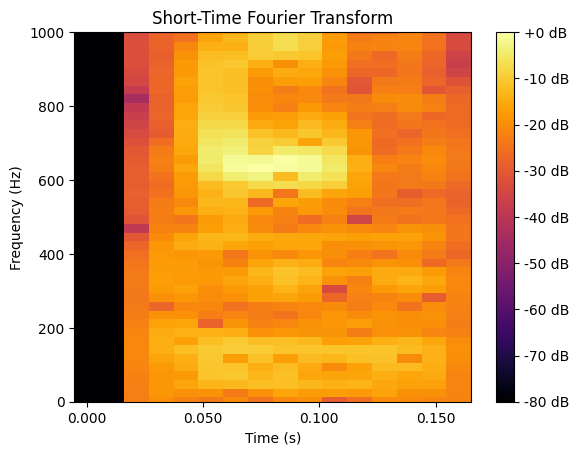 Short-Time Fourier Transform
1000
800
600
400
200
0
Frequency (Hz)
0.000
0.050
0.100
0.150
Time (s)
+0 dB
-10 dB
-20 dB
-30 dB
-40 dB
-50 dB
-60 dB
-70 dB
-80 dB